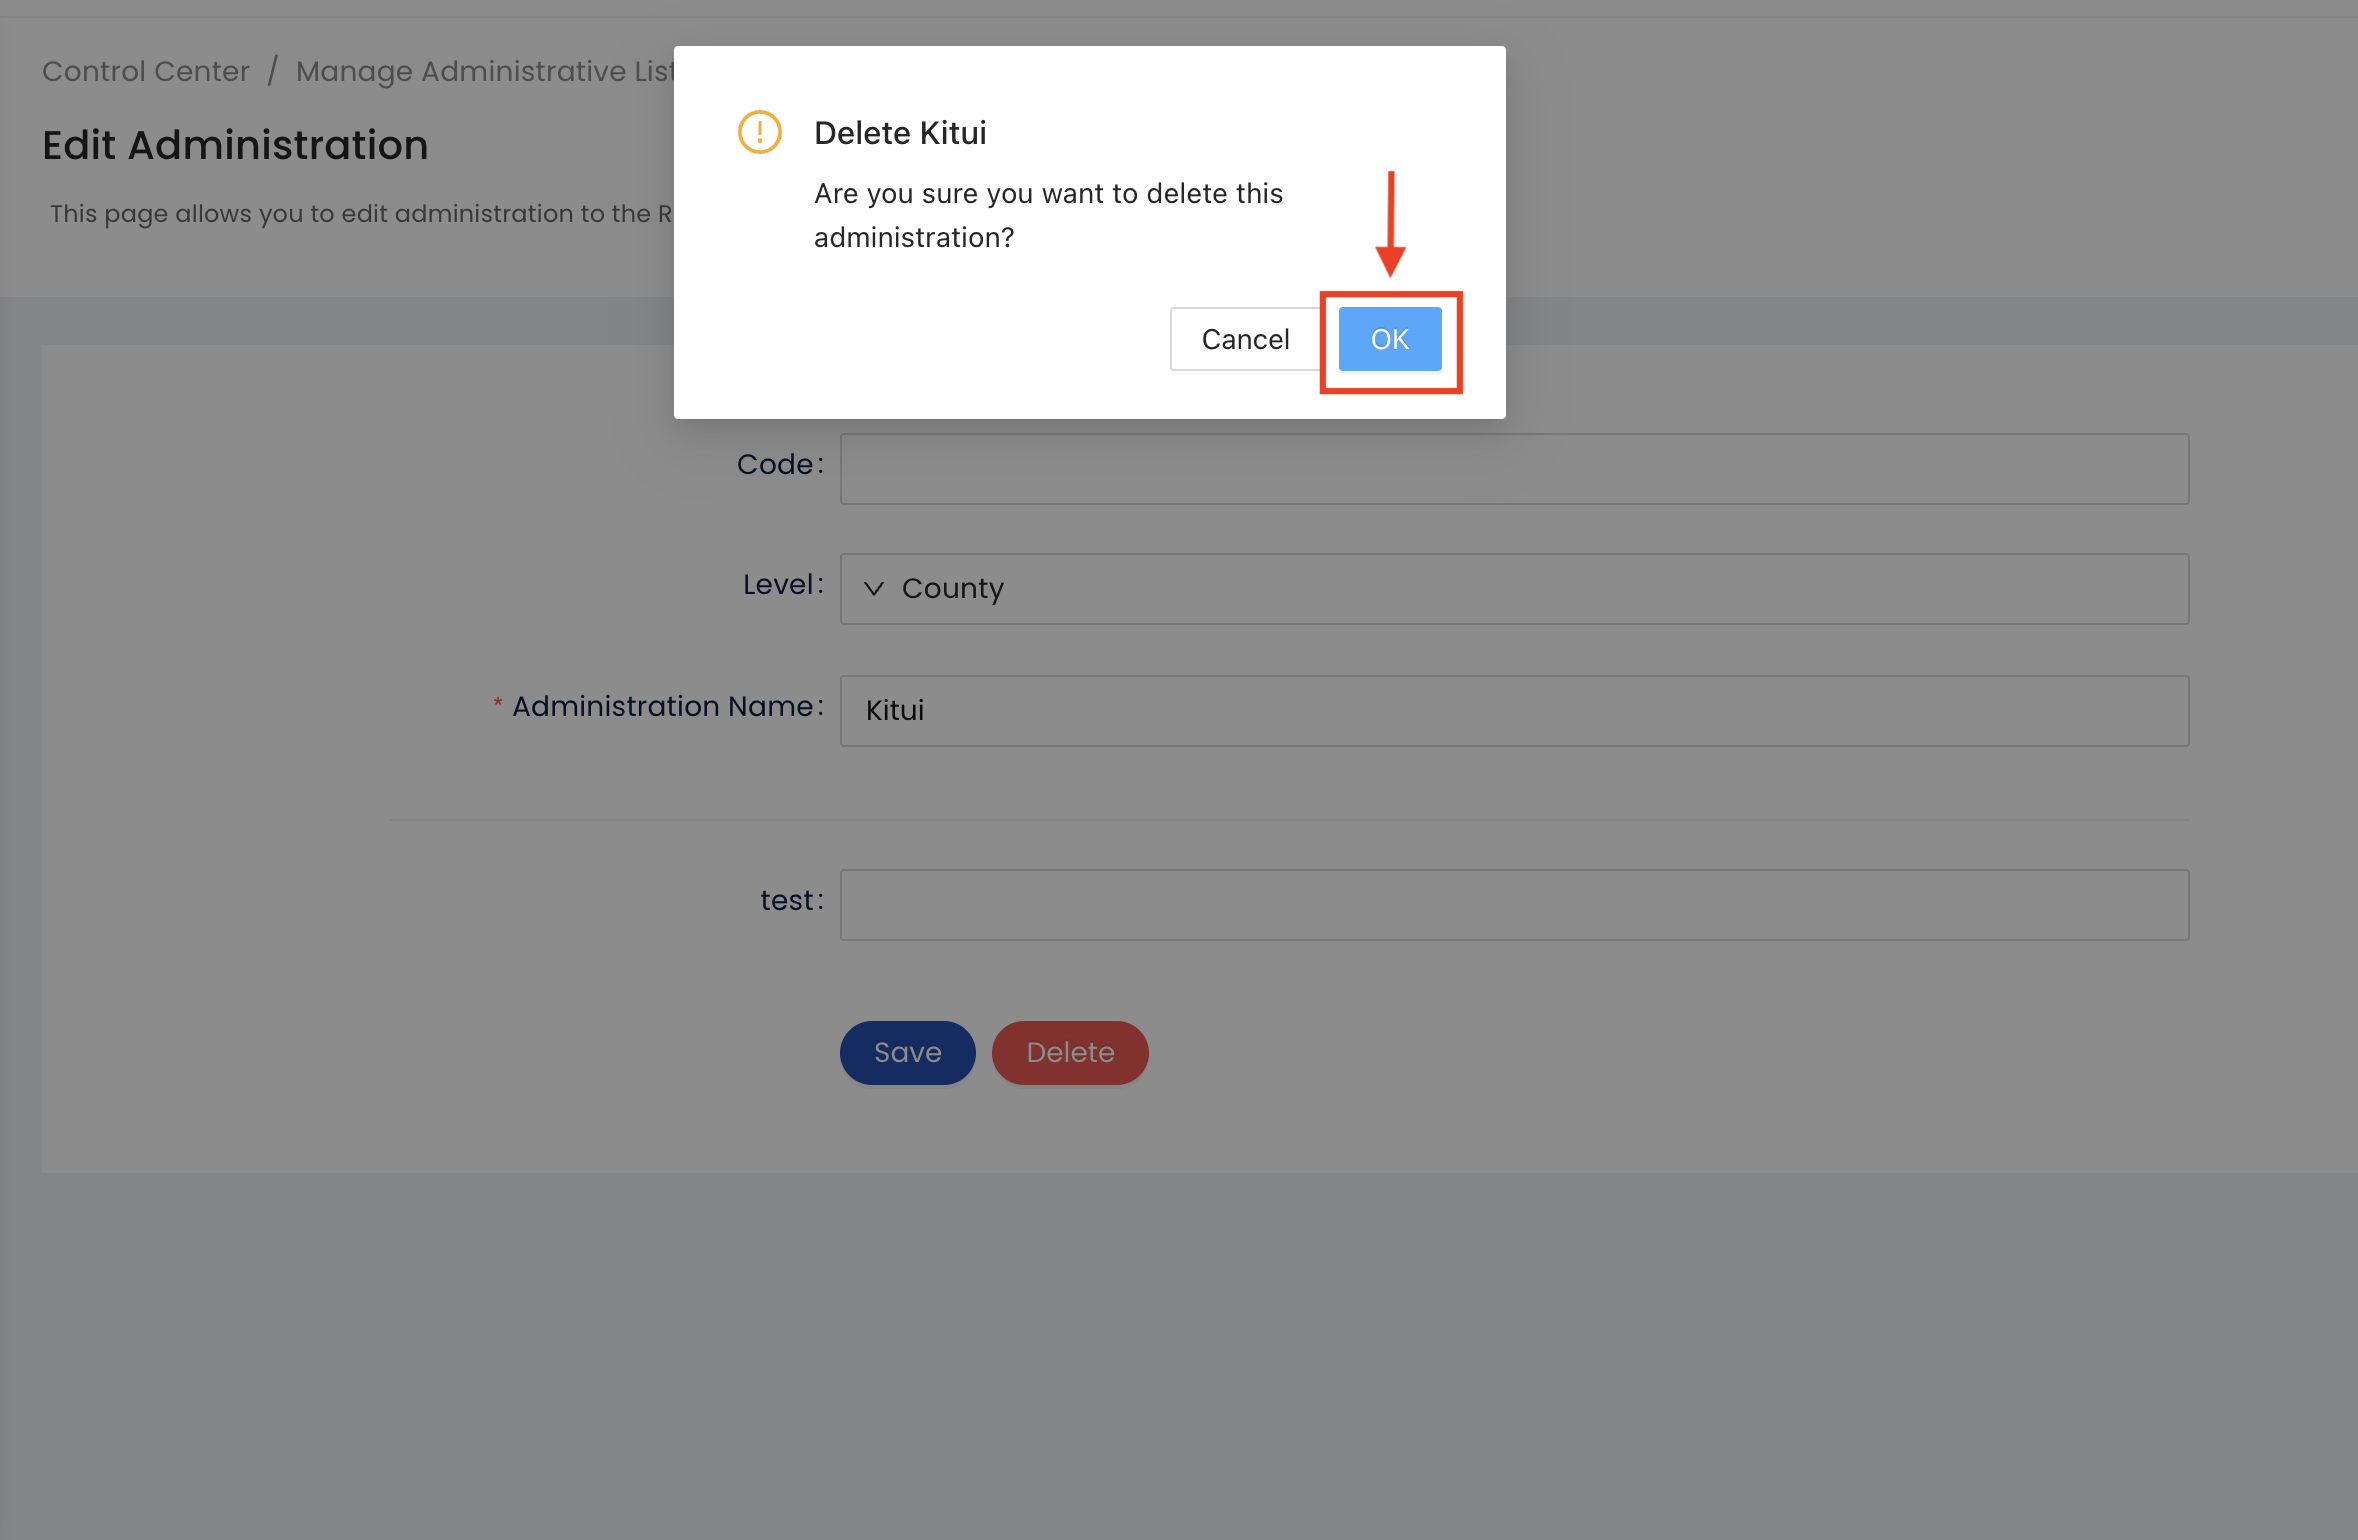 Control Center / Manage Administrative List
Edit Administration
This page allows you to edit administration to the R
Delete Kitui
Are you sure you want to delete this
administration?
Cancel
OK
Code:
Level: County
* Administration Name: Kitui
test:
Save
Delete